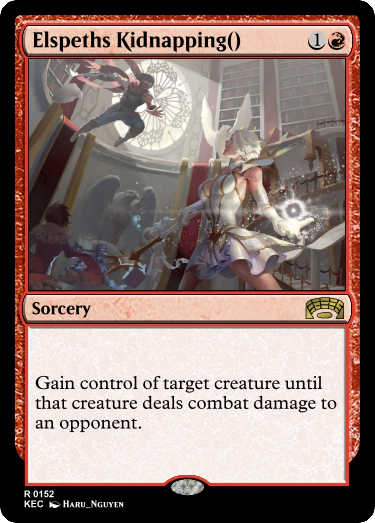 Elspeths Kidnapping() 1
Sorcery
Gain control of target creature until
that creature deals combat damage to
an opponent.
R 0152
KEC Haru_Nguyen